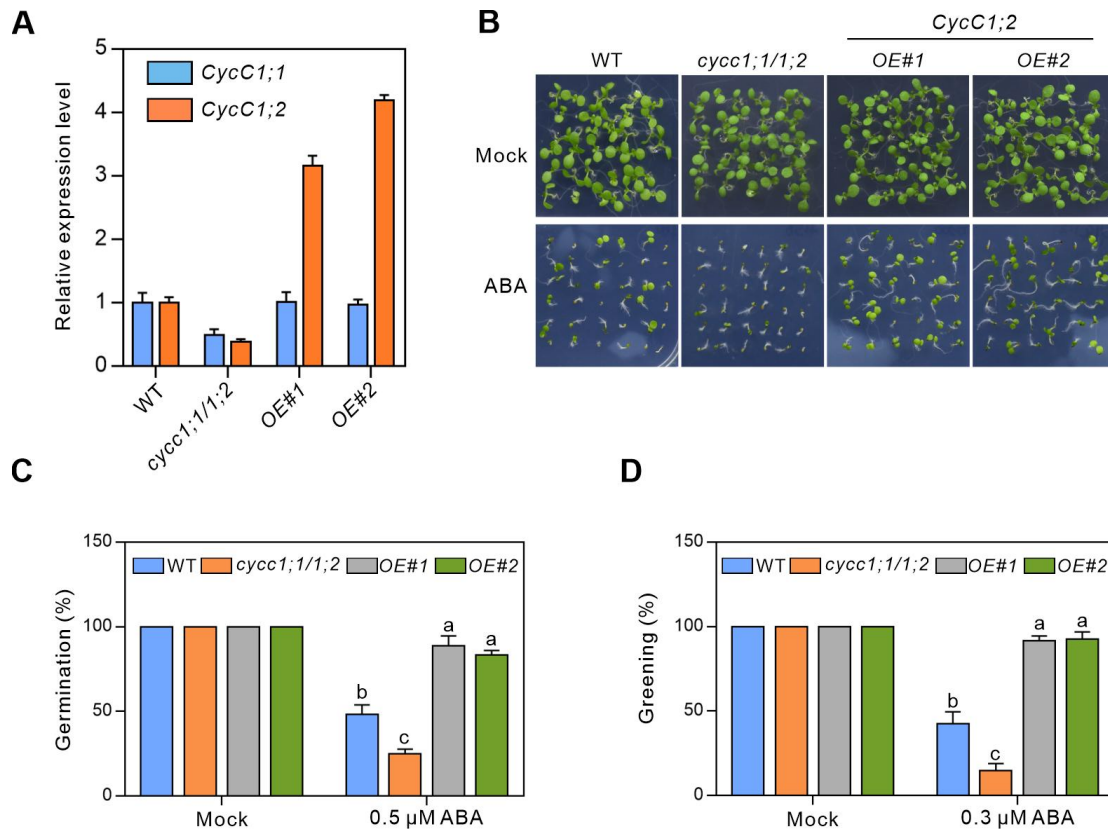 A
Relative expression level
5
4
3
2
1
0
CycC1;1
CycC1;2
WT
cycc1;1/1;2
OE#1
OE#2
B
CycC1;2
WT cycc1;1/1;2 OE#1 OE#2
Mock
ABA
C
Germination (%)
150
100
50
0
WT cycc1;1/1;2 OE#1 OE#2
b
c
a
a
Mock 0.5 μM ABA
D
Greening (%)
150
100
50
0
WT cycc1;1/1;2 OE#1 OE#2
b
c
a
a
Mock 0.3 μM ABA